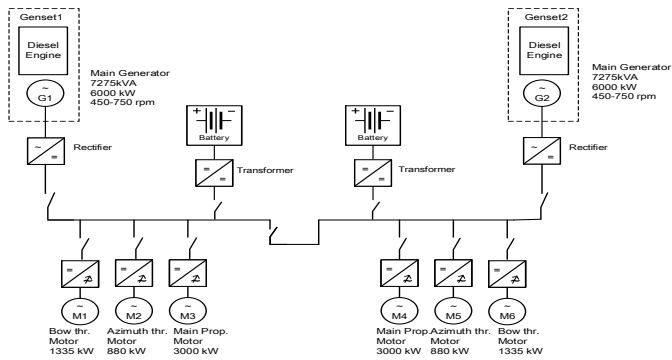 Genset1
Diesel
Engine
~
G1
Main Generator
7275kVA
6000 kW
450-750 rpm
Genset2
Diesel
Engine
~
G2
Main Generator
7275kVA
6000 kW
450-750 rpm
+ −
Battery
+ −
Battery
~
=
Rectifier
=
=
Transformer
=
=
Transformer
~
=
Rectifier
=
=
=
=
=
=
~
M1
~
M2
~
M3
~
M4
~
M5
~
M6
Bow thr.
Motor
1335 kW
Azimuth thr.
Motor
880 kW
Main Prop.
Motor
3000 kW
Main Prop.
Motor
3000 kW
Azimuth thr.
Motor
880 kW
Bow thr.
Motor
1335 kW